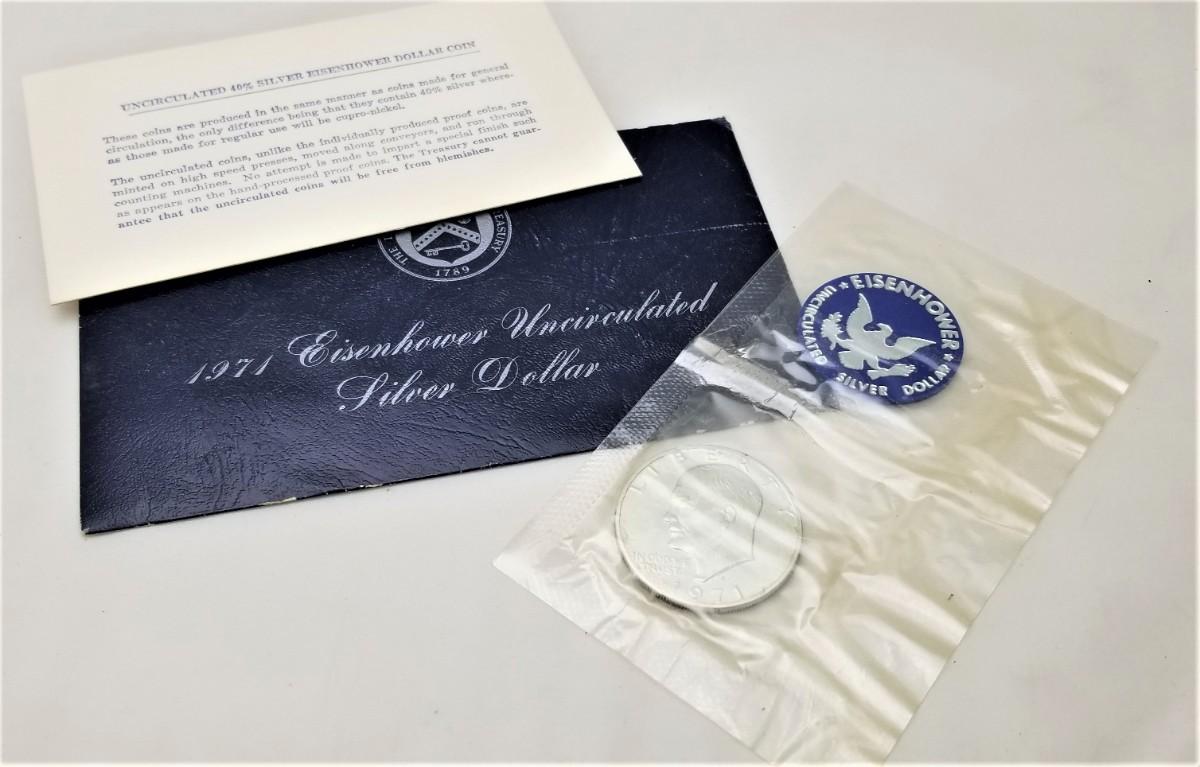 UNCIRCULATED 40% SILVER EISENHOWER DOLLAR COIN
These coins are produced in the same manner as coins made for general
circulation, the only difference being that they contain 40% silver where-
as those made for regular use will be cupro-nickel.
The uncirculated coins, unlike the individually produced proof coins, are
minted on high speed presses, moved along conveyors, and run through
counting machines. No attempt is made to impart a special finish such
as appears on the hand-processed proof coins. The Treasury cannot guar-
antee that the uncirculated coins will be free from blemishes.
THE
1789
1971 Eisenhower Uncirculated
Silver Dollar
★ EISENHOWER ★
UNCIRCULATED SILVER DOLLAR
LIBERTY
IN GOD
TRUST
1971